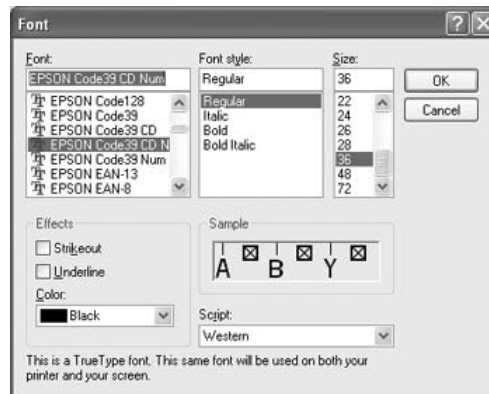 Font
Font: Font style: Size:
EPSON Code39 CD Num Regular 36 OK
EPSON Code128 Regular 22 Cancel
EPSON Code39 Italic 24
EPSON Code39 CD Bold 26
EPSON Code39 CD N Bold Italic 28
EPSON Code39 Num 36
EPSON EAN-13 48
EPSON EAN-8 72
Effects Sample
Strikeout A B Y
Underline
Color:
Black Script:
Western
This is a TrueType font. This same font will be used on both your
printer and your screen.